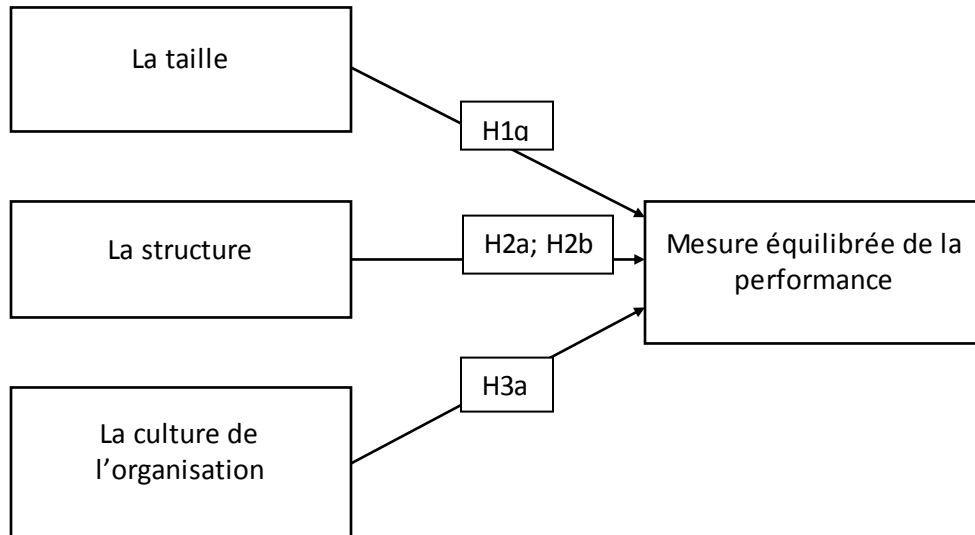 La taille
H1a
La structure
H2a; H2b
Mesure équilibrée de la
performance
H3a
La culture de
l’organisation